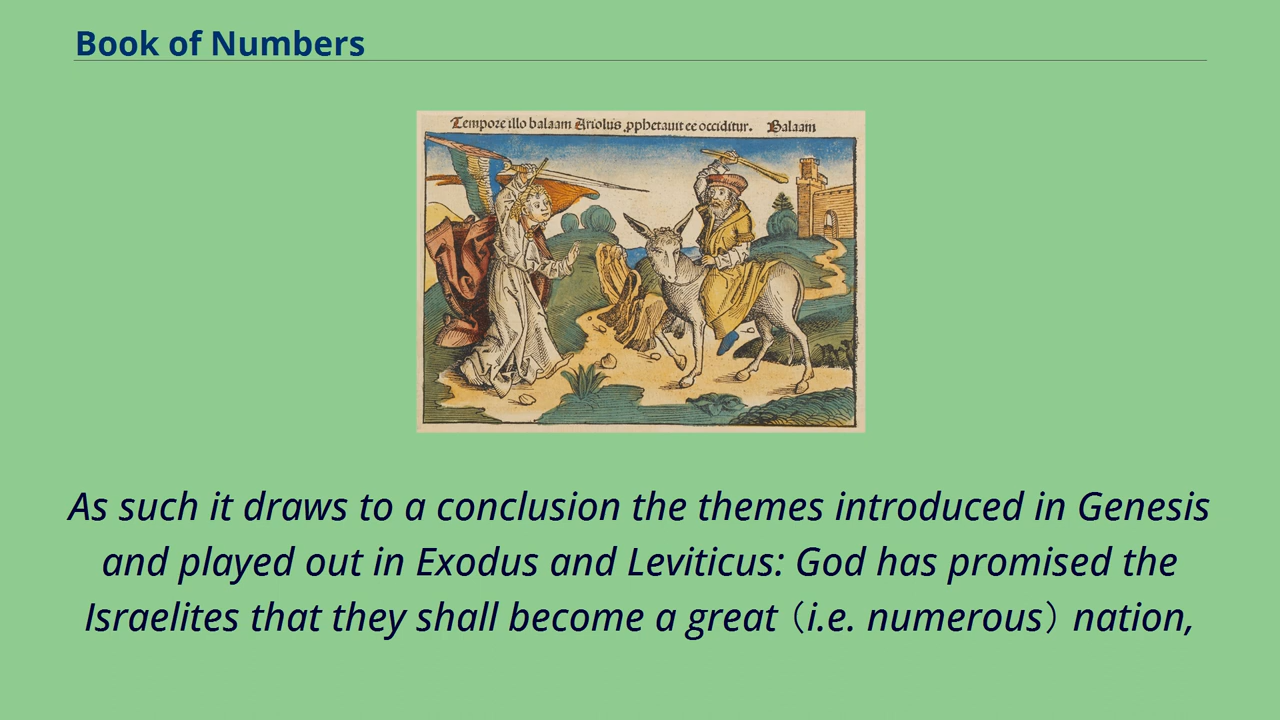 Book of Numbers
Tempore illo balaam Ariolus ꝓphetauit ee occiditur. Balaam
As such it draws to a conclusion the themes introduced in Genesis
and played out in Exodus and Leviticus: God has promised the
Israelites that they shall become a great (i.e. numerous) nation,